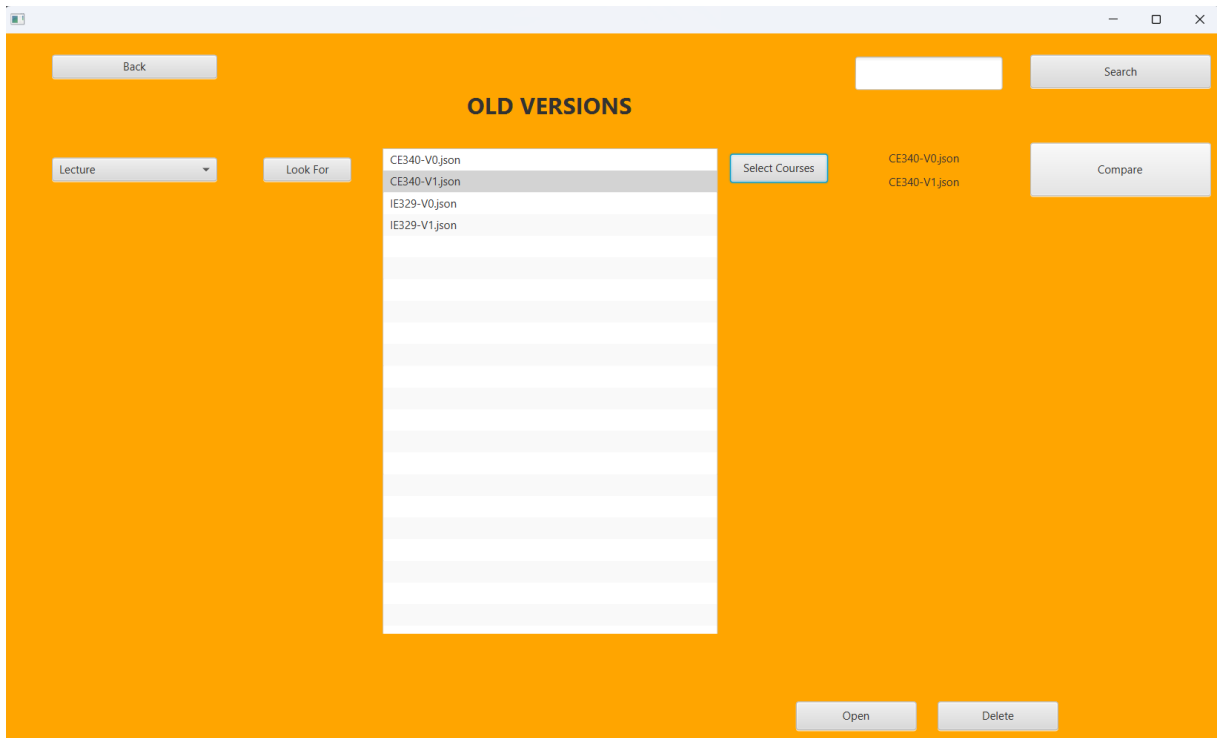 Back
Search
OLD VERSIONS
Lecture
Look For
CE340-V0.json
CE340-V1.json
IE329-V0.json
IE329-V1.json
Select Courses
CE340-V0.json
CE340-V1.json
Compare
Open
Delete